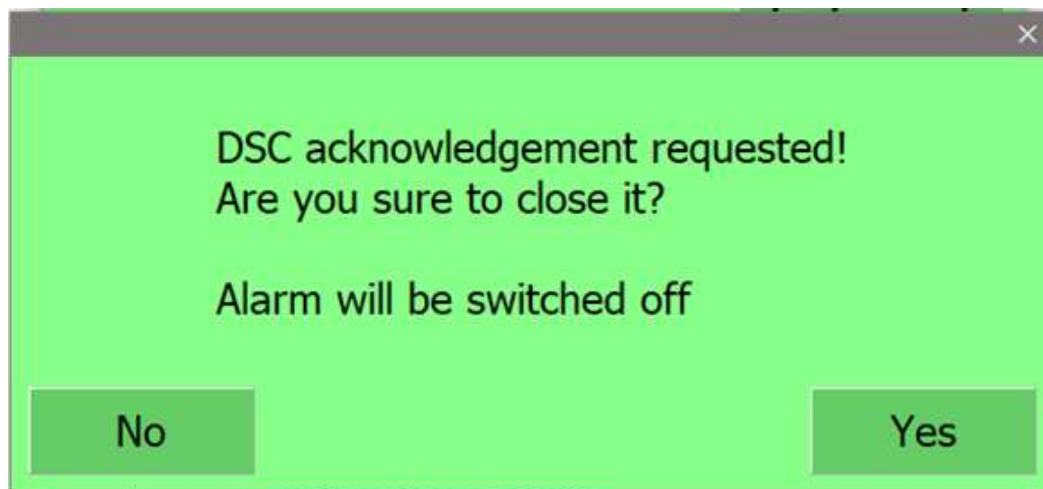 DSC acknowledgement requested!
Are you sure to close it?
Alarm will be switched off
No
Yes